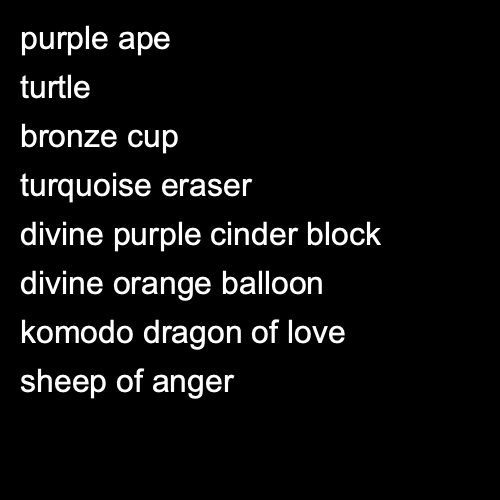 purple ape
turtle
bronze cup
turquoise eraser
divine purple cinder block
divine orange balloon
komodo dragon of love
sheep of anger